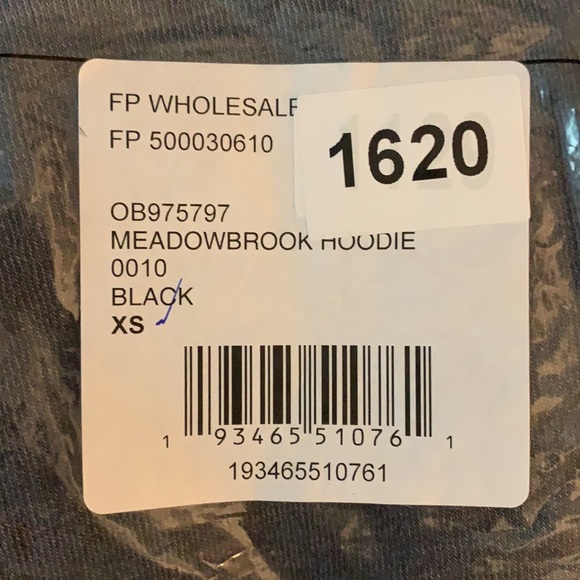 FP WHOLESALE
FP 500030610
1620
OB975797
MEADOWBROOK HOODIE
0010
BLACK
XS
1 93465 51076 1
193465510761